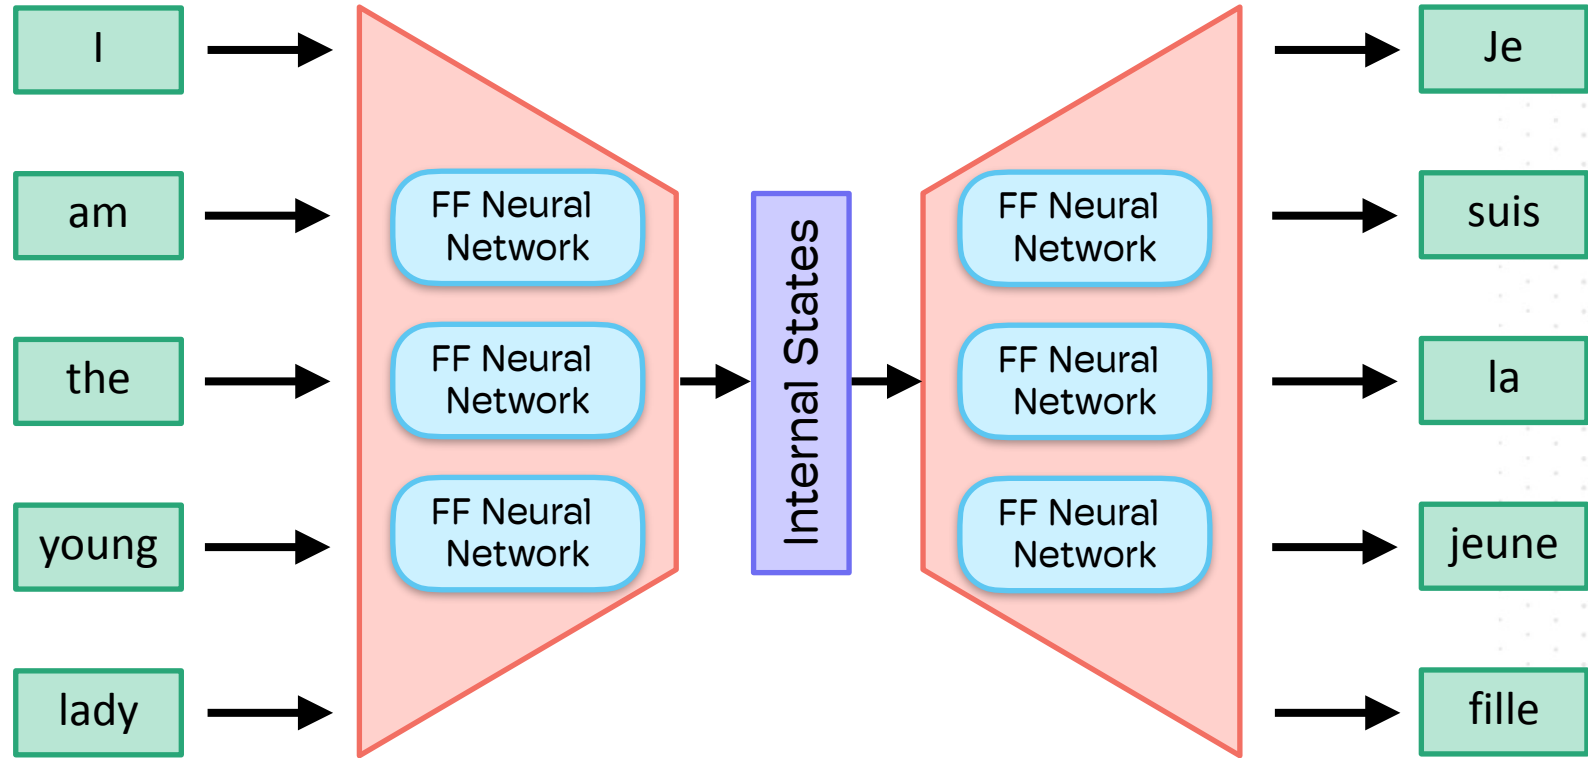 I
am
the
young
lady
FF Neural
Network
FF Neural
Network
FF Neural
Network
Internal States
FF Neural
Network
FF Neural
Network
FF Neural
Network
Je
suis
la
jeune
fille